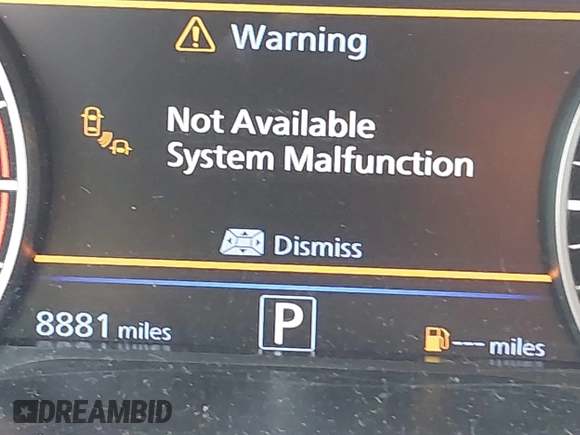 Warning
Not Available
System Malfunction
Dismiss
8881 miles
P
--- miles
DREAMBID